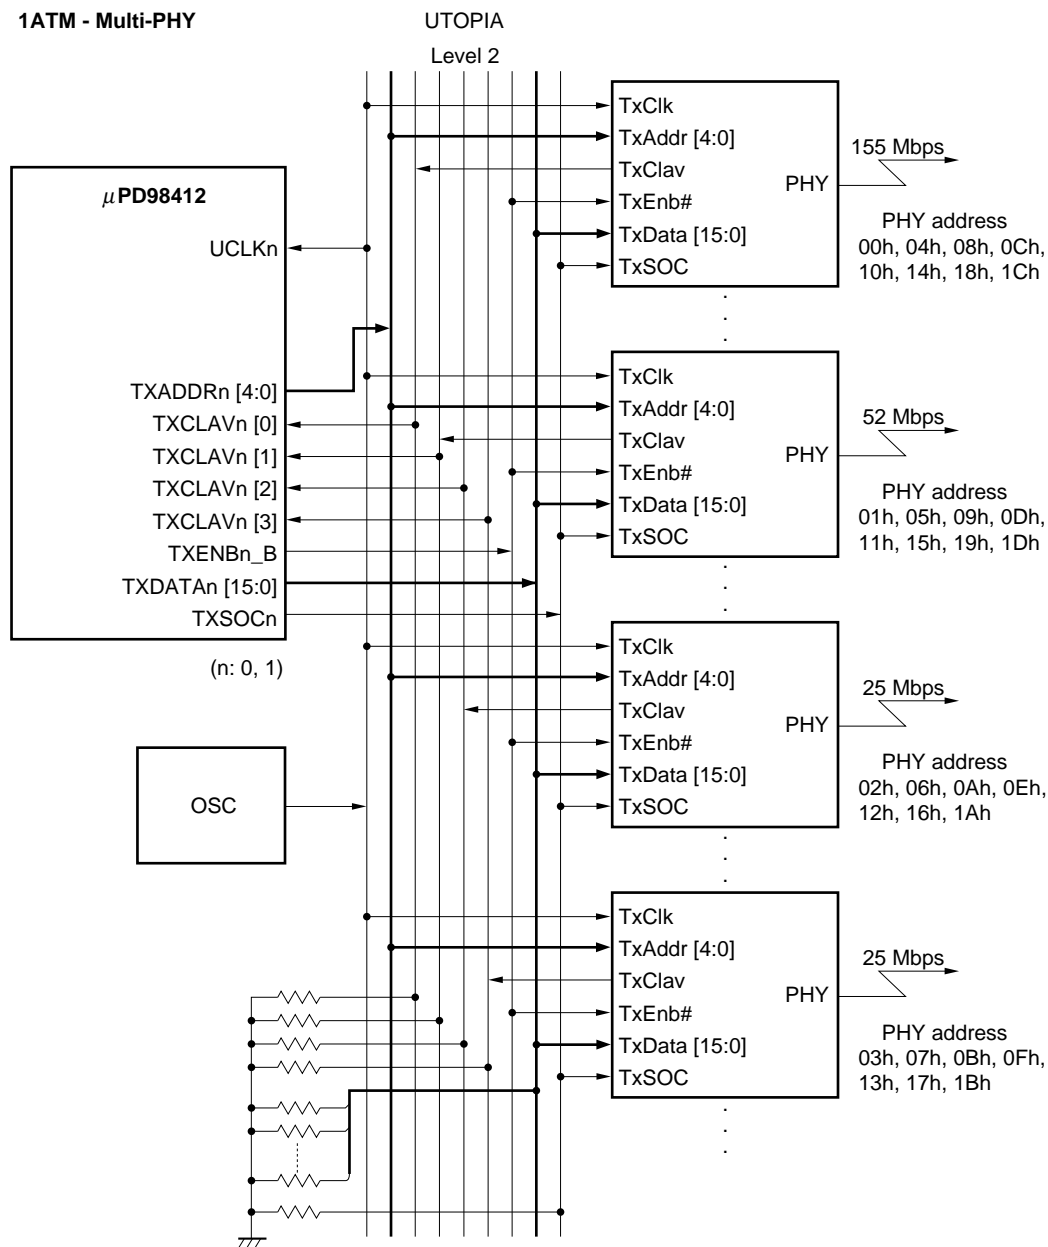 1ATM - Multi-PHY
UTOPIA
Level 2
μPD98412
UCLKn
TXADDRn [4:0]
TXCLAVn [0]
TXCLAVn [1]
TXCLAVn [2]
TXCLAVn [3]
TXENBn_B
TXDATAn [15:0]
TXSOCn
(n: 0, 1)
OSC
TxClk
TxAddr [4:0]
TxClav
TxEnb#
TxData [15:0]
TxSOC
PHY
155 Mbps
PHY address
00h, 04h, 08h, 0Ch,
10h, 14h, 18h, 1Ch
TxClk
TxAddr [4:0]
TxClav
TxEnb#
TxData [15:0]
TxSOC
PHY
52 Mbps
PHY address
01h, 05h, 09h, 0Dh,
11h, 15h, 19h, 1Dh
TxClk
TxAddr [4:0]
TxClav
TxEnb#
TxData [15:0]
TxSOC
PHY
25 Mbps
PHY address
02h, 06h, 0Ah, 0Eh,
12h, 16h, 1Ah
TxClk
TxAddr [4:0]
TxClav
TxEnb#
TxData [15:0]
TxSOC
PHY
25 Mbps
PHY address
03h, 07h, 0Bh, 0Fh,
13h, 17h, 1Bh